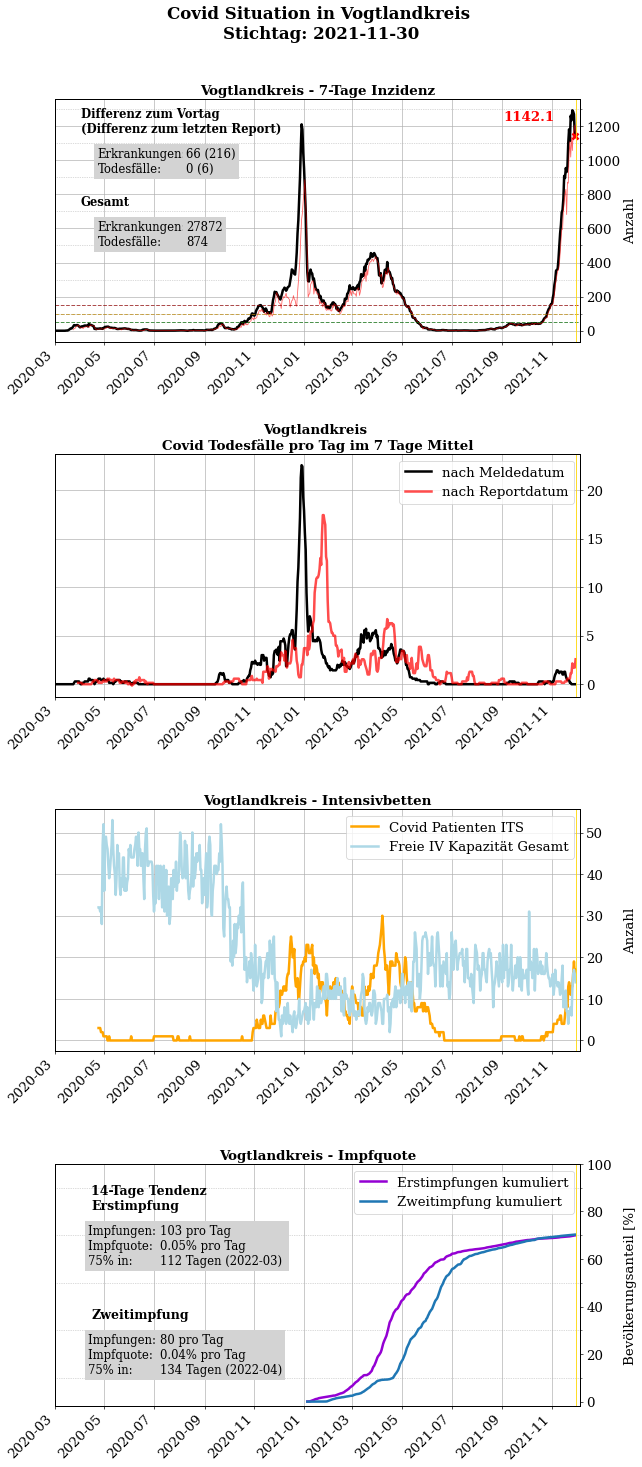 Covid Situation in Vogtlandkreis
Stichtag: 2021-11-30
Vogtlandkreis - 7-Tage Inzidenz
Differenz zum Vortag
(Differenz zum letzten Report)
Erkrankungen 66 (216)
Todesfälle: 0 (6)
Gesamt
Erkrankungen 27872
Todesfälle: 874
1142.1
1200
1000
800
600
400
200
0
Anzahl
2020-03
2020-05
2020-07
2020-09
2020-11
2021-01
2021-03
2021-05
2021-07
2021-09
2021-11
Vogtlandkreis
Covid Todesfälle pro Tag im 7 Tage Mittel
nach Meldedatum
nach Reportdatum
20
15
10
5
0
2020-03
2020-05
2020-07
2020-09
2020-11
2021-01
2021-03
2021-05
2021-07
2021-09
2021-11
Vogtlandkreis - Intensivbetten
Covid Patienten ITS
Freie IV Kapazität Gesamt
50
40
30
20
10
0
Anzahl
2020-03
2020-05
2020-07
2020-09
2020-11
2021-01
2021-03
2021-05
2021-07
2021-09
2021-11
Vogtlandkreis - Impfquote
14-Tage Tendenz
Erstimpfung
Impfungen: 103 pro Tag
Impfquote: 0.05% pro Tag
75% in: 112 Tagen (2022-03)
Zweitimpfung
Impfungen: 80 pro Tag
Impfquote: 0.04% pro Tag
75% in: 134 Tagen (2022-04)
Erstimpfungen kumuliert
Zweitimpfung kumuliert
100
80
60
40
20
0
Bevölkerungsanteil [%]
2020-03
2020-05
2020-07
2020-09
2020-11
2021-01
2021-03
2021-05
2021-07
2021-09
2021-11